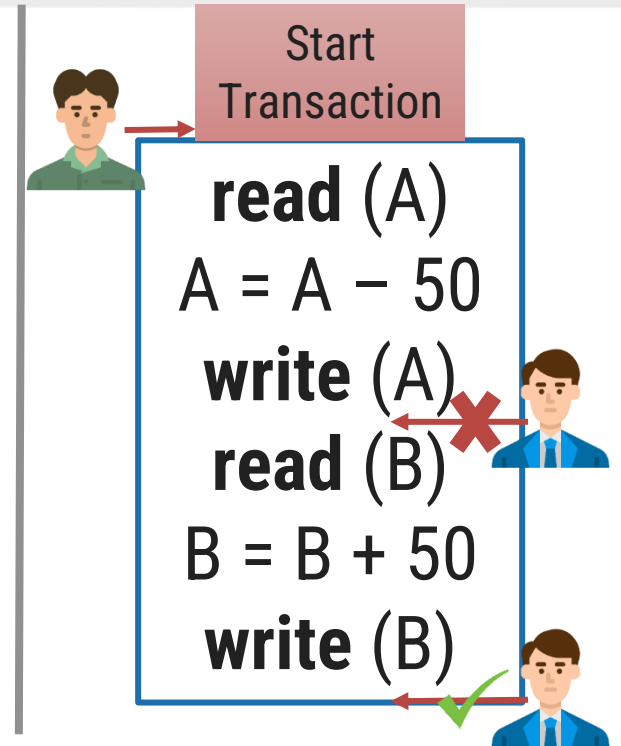 Start
Transaction
read (A)
A = A – 50
write (A)
read (B)
B = B + 50
write (B)